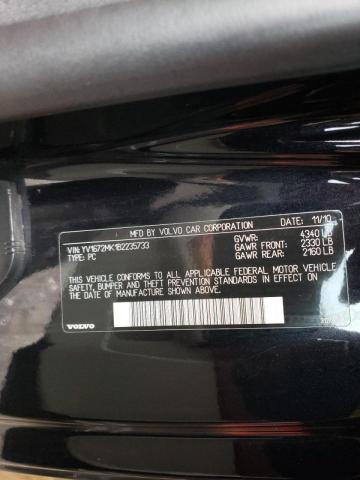 MFD BY VOLVO CAR CORPORATION DATE: 11/10
VIN: YV1672MK1B2235733 GVWR: 4340 LB
TYPE: PC GAWR FRONT: 2330 LB
GAWR REAR: 2160 LB
THIS VEHICLE CONFORMS TO ALL APPLICABLE FEDERAL MOTOR VEHICLE
SAFETY, BUMPER AND THEFT PREVENTION STANDARDS IN EFFECT ON
THE DATE OF MANUFACTURE SHOWN ABOVE.
VOLVO